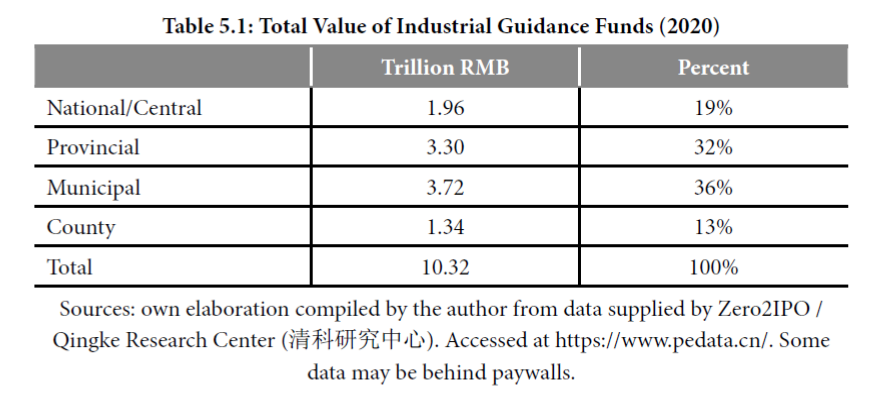 Table 5.1: Total Value of Industrial Guidance Funds (2020)
Trillion RMB Percent
National/Central 1.96 19%
Provincial 3.30 32%
Municipal 3.72 36%
County 1.34 13%
Total 10.32 100%
Sources: own elaboration compiled by the author from data supplied by Zero2IPO /
Qingke Research Center (清科研究中心). Accessed at https://www.pedata.cn/. Some
data may be behind paywalls.